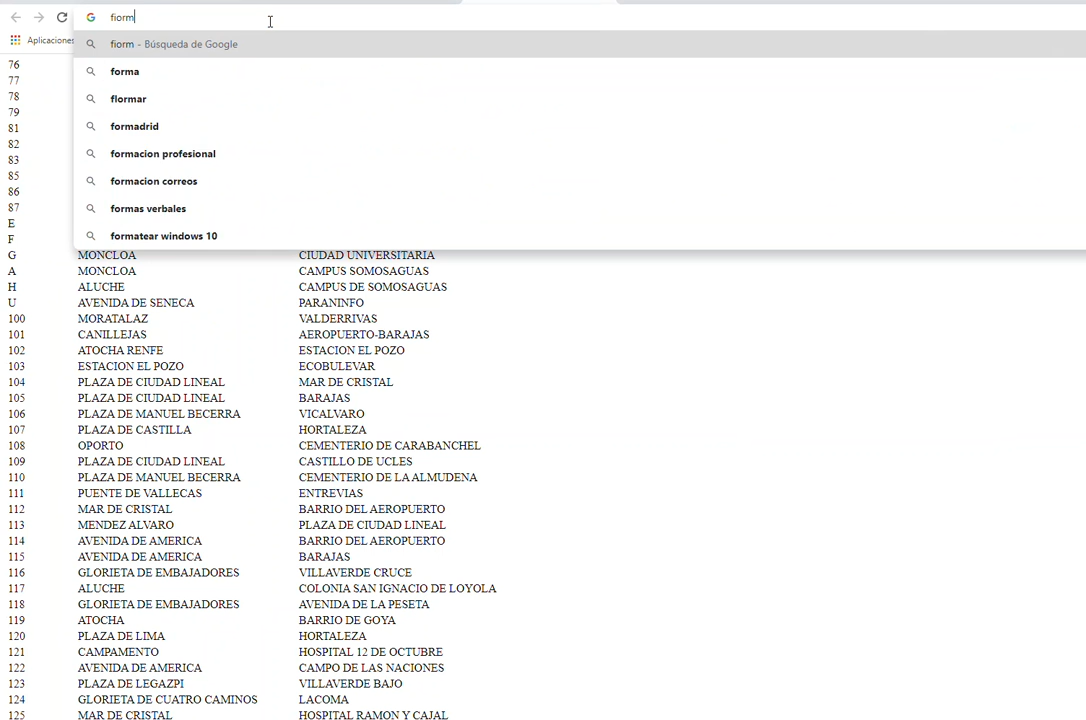 fiorm
Aplicaciones
fiorm - Búsqueda de Google
forma
flormar
formadrid
formacion profesional
formacion correos
formas verbales
formatear windows 10
76
77
78
79
81
82
83
85
86
87
E
F
G MONCLOA CIUDAD UNIVERSITARIA
A MONCLOA CAMPUS SOMOSAGUAS
H ALUCHE CAMPUS DE SOMOSAGUAS
U AVENIDA DE SENECA PARANINFO
100 MORATALAZ VALDERRIVAS
101 CANILLEJAS AEROPUERTO-BARAJAS
102 ATOCHA RENFE ESTACION EL POZO
103 ESTACION EL POZO ECOBULEVAR
104 PLAZA DE CIUDAD LINEAL MAR DE CRISTAL
105 PLAZA DE CIUDAD LINEAL BARAJAS
106 PLAZA DE MANUEL BECERRA VICALVARO
107 PLAZA DE CASTILLA HORTALEZA
108 OPORTO CEMENTERIO DE CARABANCHEL
109 PLAZA DE CIUDAD LINEAL CASTILLO DE UCLES
110 PLAZA DE MANUEL BECERRA CEMENTERIO DE LA ALMUDENA
111 PUENTE DE VALLECAS ENTREVIAS
112 MAR DE CRISTAL BARRIO DEL AEROPUERTO
113 MENDEZ ALVARO PLAZA DE CIUDAD LINEAL
114 AVENIDA DE AMERICA BARRIO DEL AEROPUERTO
115 AVENIDA DE AMERICA BARAJAS
116 GLORIETA DE EMBAJADORES VILLAVERDE CRUCE
117 ALUCHE COLONIA SAN IGNACIO DE LOYOLA
118 GLORIETA DE EMBAJADORES AVENIDA DE LA PESETA
119 ATOCHA BARRIO DE GOYA
120 PLAZA DE LIMA HORTALEZA
121 CAMPAMENTO HOSPITAL 12 DE OCTUBRE
122 AVENIDA DE AMERICA CAMPO DE LAS NACIONES
123 PLAZA DE LEGAZPI VILLAVERDE BAJO
124 GLORIETA DE CUATRO CAMINOS LACOMA
125 MAR DE CRISTAL HOSPITAL RAMON Y CAJAL